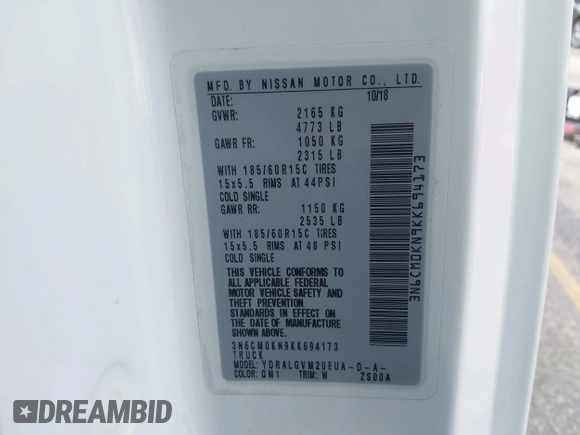 MFD. BY NISSAN MOTOR CO., LTD.
DATE: 10/18
GVWR: 2165 KG
4773 LB
GAWR FR: 1050 KG
2315 LB
WITH 185/60R15C TIRES
15x5.5 RIMS AT 44PSI
COLD SINGLE
GAWR RR: 1150 KG
2535 LB
WITH 185/60R15C TIRES
15x5.5 RIMS AT 48 PSI
COLD SINGLE
THIS VEHICLE CONFORMS TO
ALL APPLICABLE FEDERAL
MOTOR VEHICLE SAFETY AND
THEFT PREVENTION
STANDARDS IN EFFECT ON
DATE OF MANUFACTURE
SHOWN ABOVE.
3N6CM0KN9KK694173
TRUCK
MODEL: YDRALGVM20EUA-D-A-
COLOR: QM1 TRIM: W ZS00A
3N6CM0KN9KK694173
DREAMBID